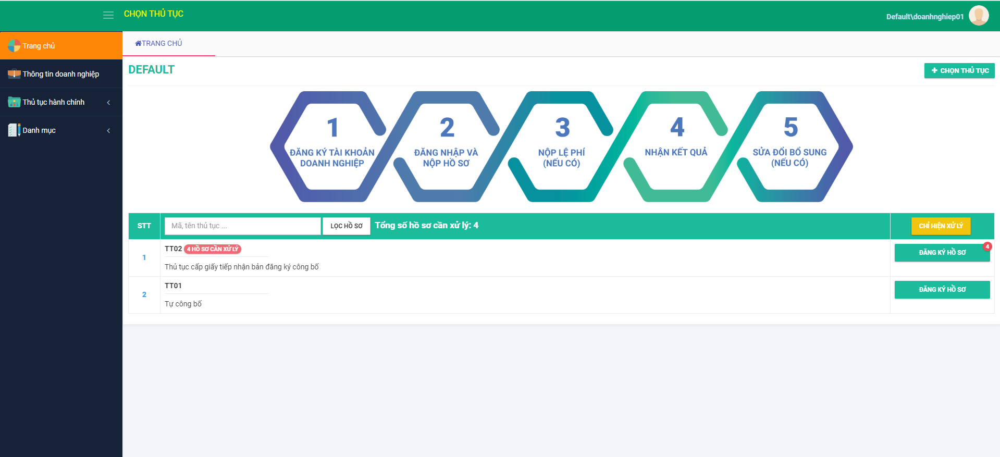 CHỌN THỦ TỤC
Default\doanhnghiep01
Trang chủ
Thông tin doanh nghiệp
Thủ tục hành chính
Danh mục
TRANG CHỦ
DEFAULT
CHỌN THỦ TỤC
1
ĐĂNG KÝ TÀI KHOẢN
DOANH NGHIỆP
2
ĐĂNG NHẬP VÀ
NỘP HỒ SƠ
3
NỘP LỆ PHÍ
(NẾU CÓ)
4
NHẬN KẾT QUẢ
5
SỬA ĐỔI BỔ SUNG
(NẾU CÓ)
STT
Mã, tên thủ tục ...
LỌC HỒ SƠ
Tổng số hồ sơ cần xử lý: 4
CHỈ HIỆN XỬ LÝ
1
TT02 4 HỒ SƠ CẦN XỬ LÝ
Thủ tục cấp giấy tiếp nhận bản đăng ký công bố
ĐĂNG KÝ HỒ SƠ
4
2
TT01
Tự công bố
ĐĂNG KÝ HỒ SƠ